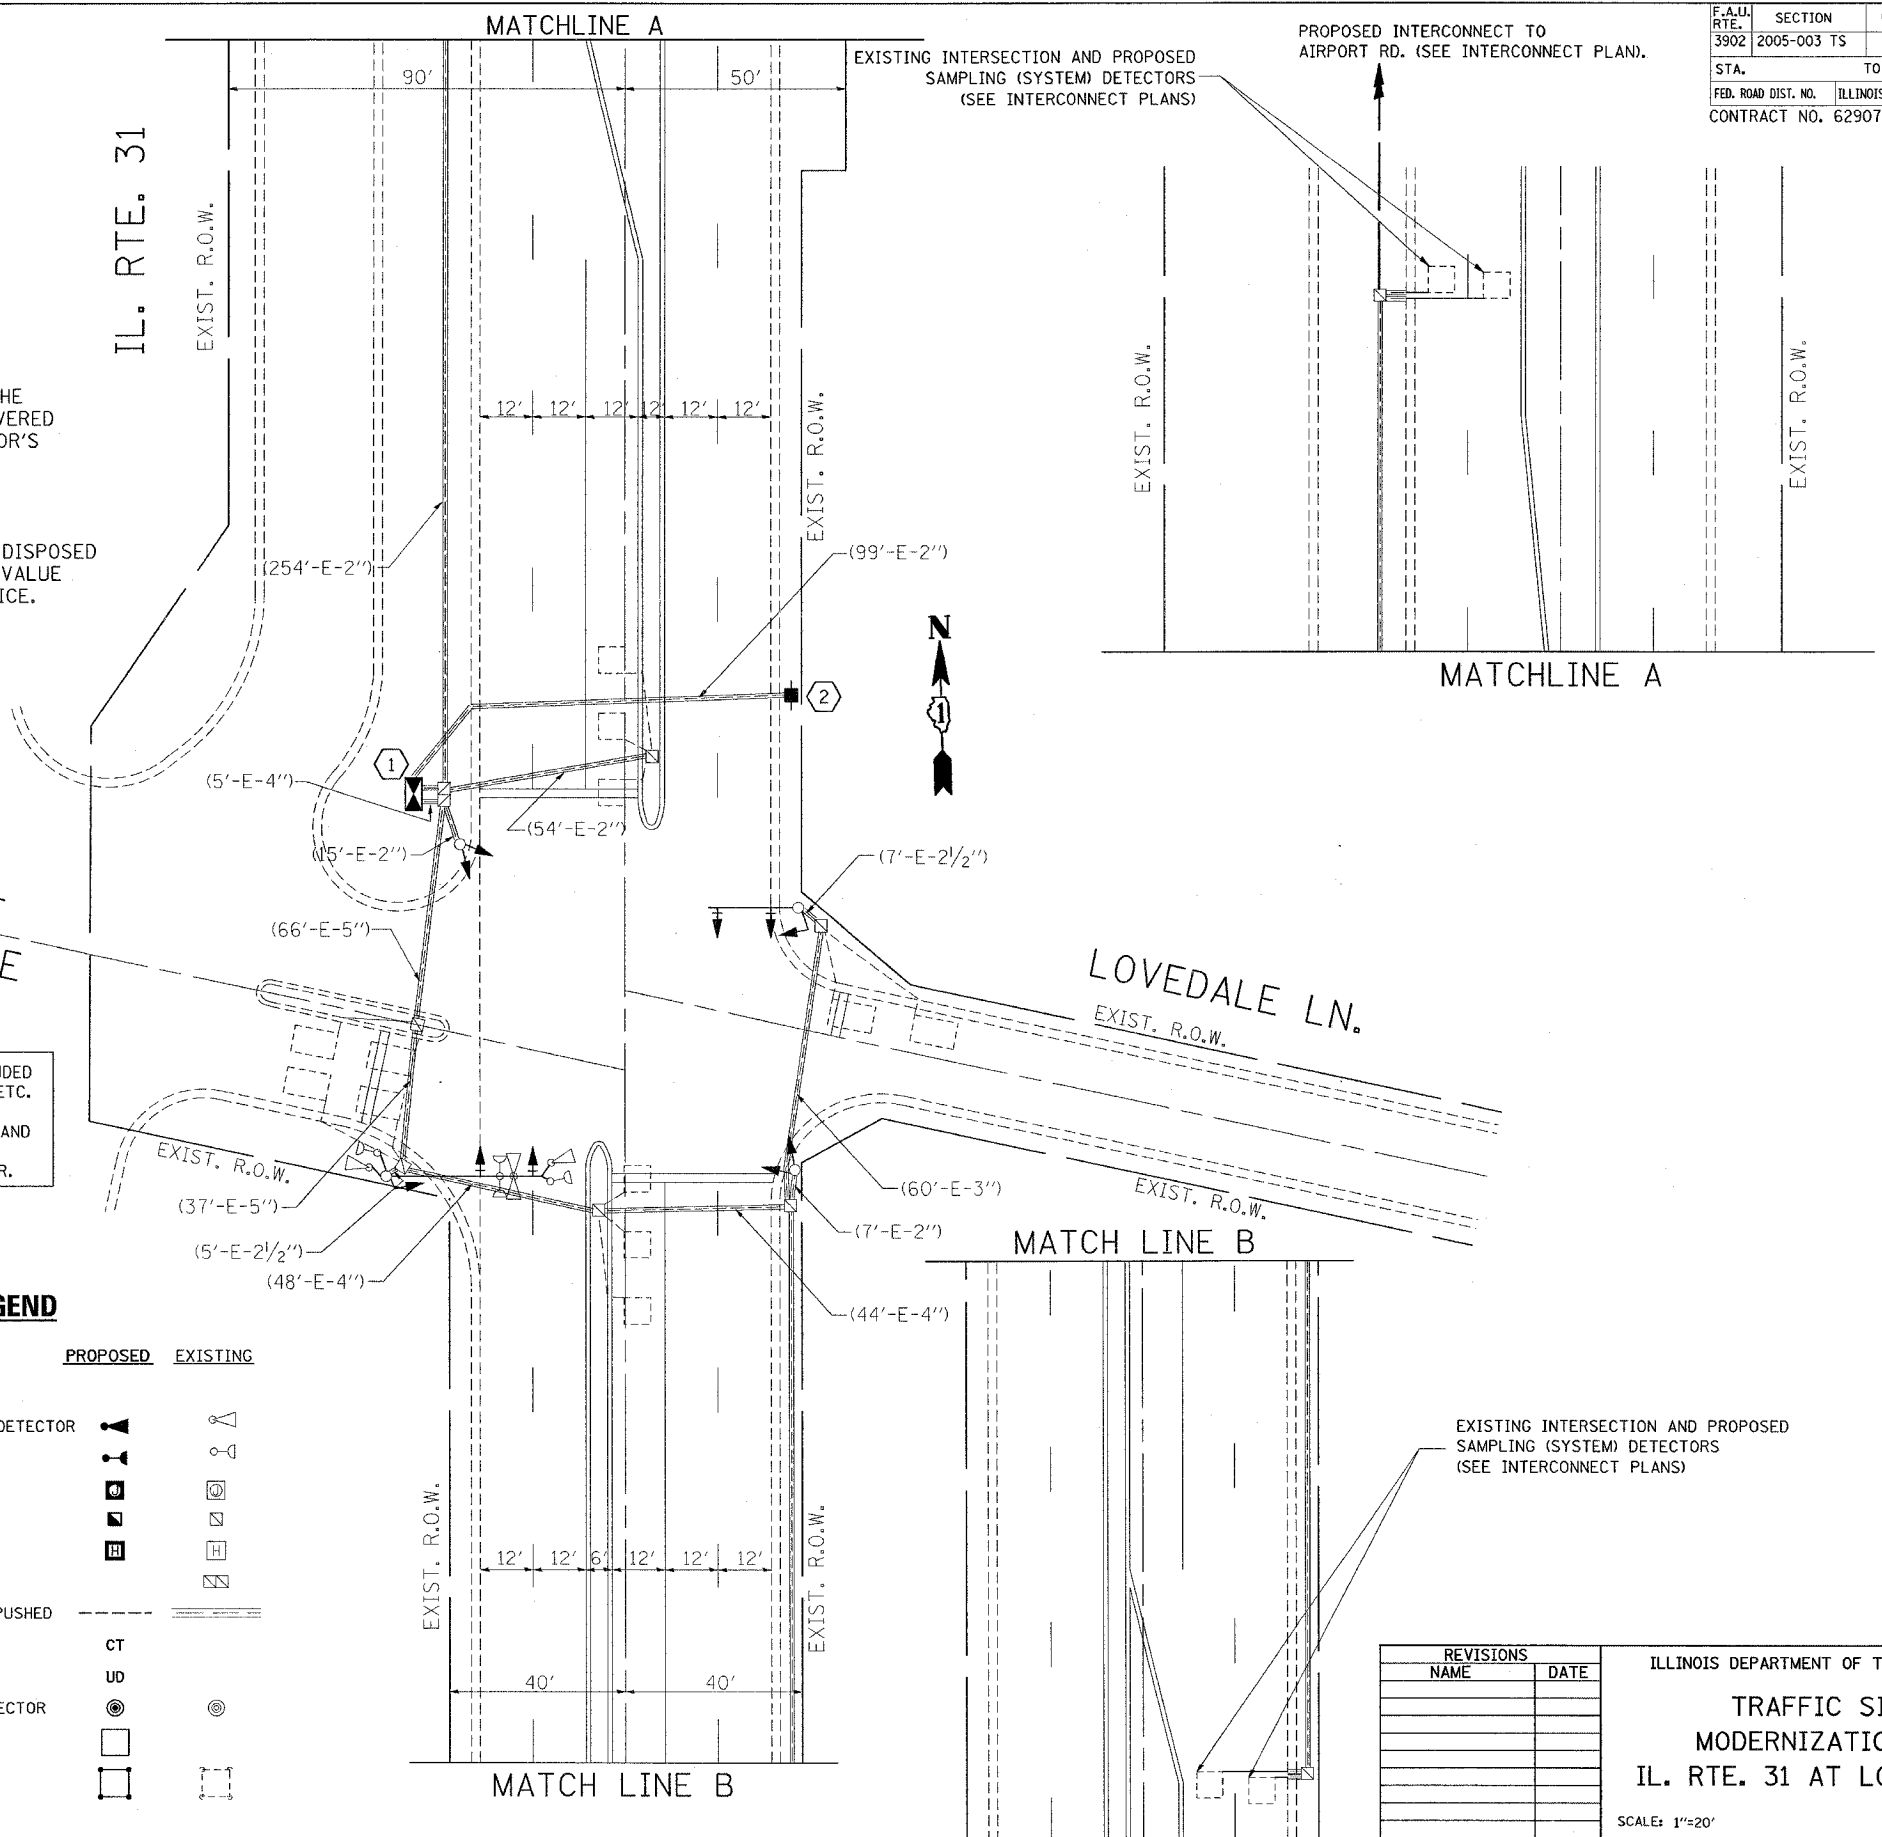 MATCHLINE A
90'
50'
EXISTING INTERSECTION AND PROPOSED
SAMPLING (SYSTEM) DETECTORS
(SEE INTERCONNECT PLANS)
PROPOSED INTERCONNECT TO
AIRPORT RD. (SEE INTERCONNECT PLAN).
F.A.U.
RTE.
SECTION
3902
2005-003 TS
STA.
TO
FED. ROAD DIST. NO.
ILLINOIS
CONTRACT NO. 62907
IL. RTE. 31
EXIST. R.O.W.
HE
VERED
OR'S
DISPOSED
VALUE
ICE.
12'
12'
12'
12'
12'
12'
EXIST. R.O.W.
EXIST. R.O.W.
EXIST. R.O.W.
MATCHLINE A
(254'-E-2'')
(99'-E-2'')
N
1
2
1
(5'-E-4'')
(54'-E-2'')
(15'-E-2'')
(7'-E-2½'')
(66'-E-5'')
E
LOVEDALE LN.
EXIST. R.O.W.
DED
ETC.
AND
R.
EXIST. R.O.W.
(37'-E-5'')
(5'-E-2½'')
(48'-E-4'')
(60'-E-3'')
(7'-E-2'')
(44'-E-4'')
EXIST. R.O.W.
MATCH LINE B
GEND
PROPOSED
EXISTING
DETECTOR
J
J
H
H
PUSHED
CT
UD
ECTOR
EXIST. R.O.W.
12'
12'
6'
12'
12'
12'
EXIST. R.O.W.
40'
40'
MATCH LINE B
EXISTING INTERSECTION AND PROPOSED
SAMPLING (SYSTEM) DETECTORS
(SEE INTERCONNECT PLANS)
REVISIONS
NAME
DATE
ILLINOIS DEPARTMENT OF T
TRAFFIC SI
MODERNIZATIO
IL. RTE. 31 AT LO
SCALE: 1''=20'